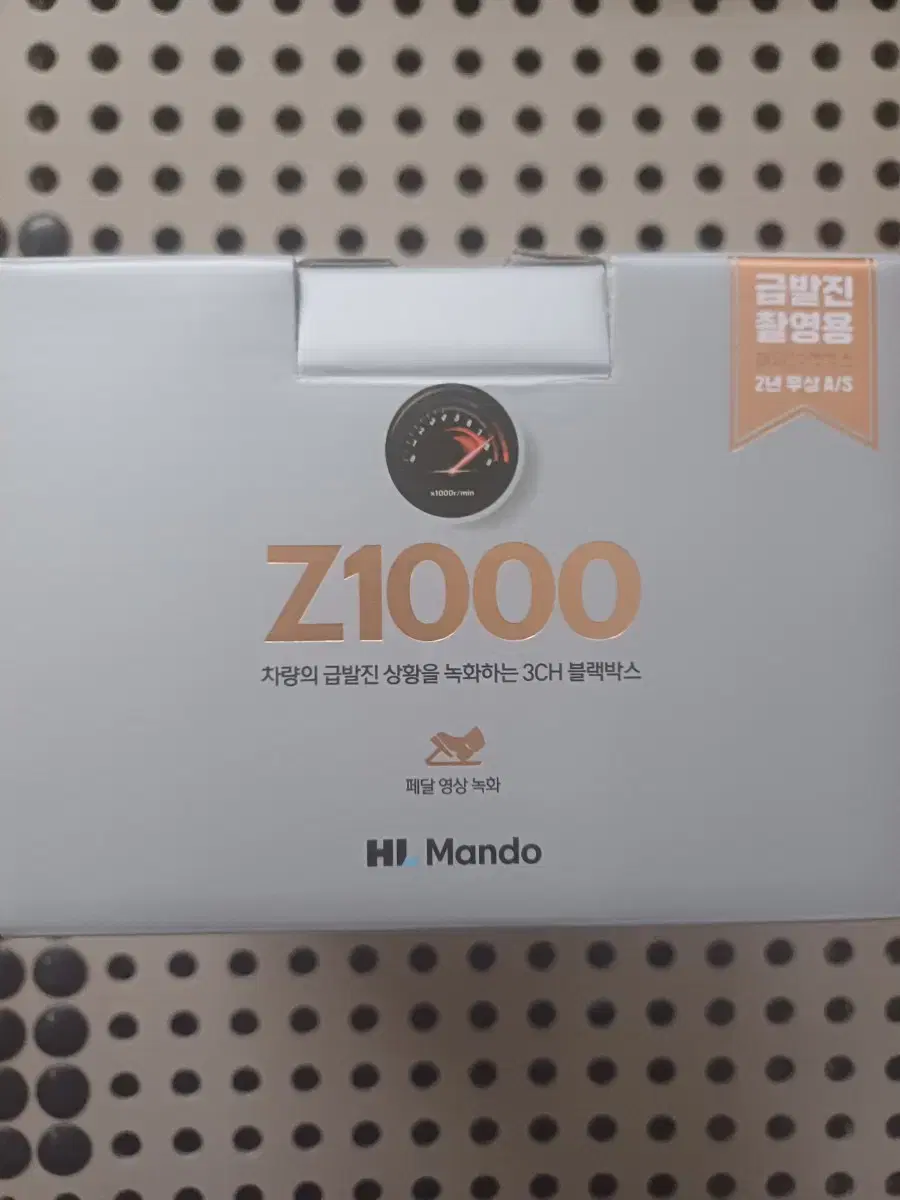 급발진
촬영용
2년 무상 A/S
x1000r/min
Z1000
차량의 급발진 상황을 녹화하는 3CH 블랙박스
페달 영상 녹화
HL Mando